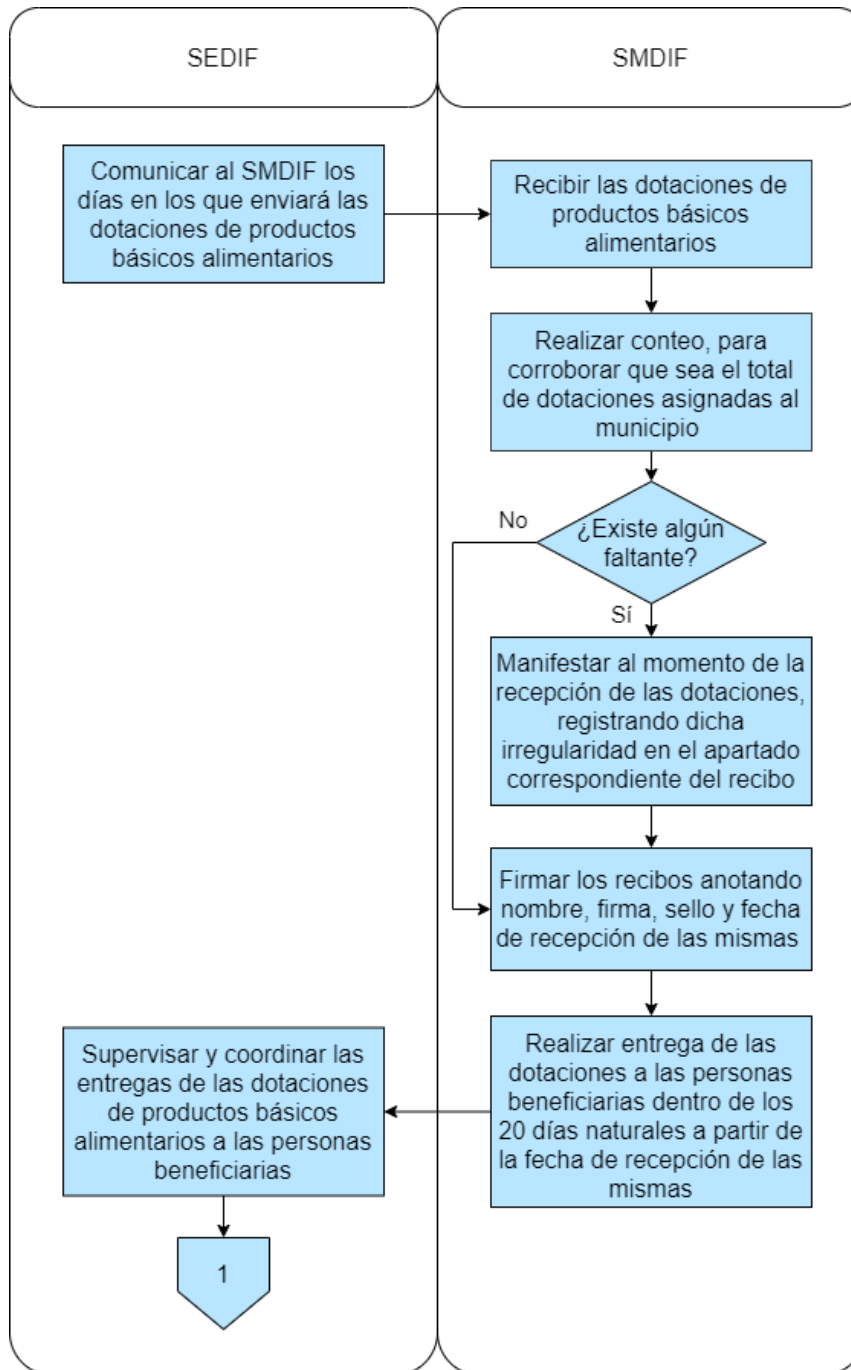 SEDIF
SMDIF
Comunicar al SMDIF los
días en los que enviará las
dotaciones de productos
básicos alimentarios
Recibir las dotaciones de
productos básicos
alimentarios
Realizar conteo, para
corroborar que sea el total
de dotaciones asignadas al
municipio
¿Existe algún
faltante?
No
Sí
Manifestar al momento de la
recepción de las dotaciones,
registrando dicha
irregularidad en el apartado
correspondiente del recibo
Firmar los recibos anotando
nombre, firma, sello y fecha
de recepción de las mismas
Realizar entrega de las
dotaciones a las personas
beneficiarias dentro de los
20 días naturales a partir de
la fecha de recepción de las
mismas
Supervisar y coordinar las
entregas de las dotaciones
de productos básicos
alimentarios a las personas
beneficiarias
1